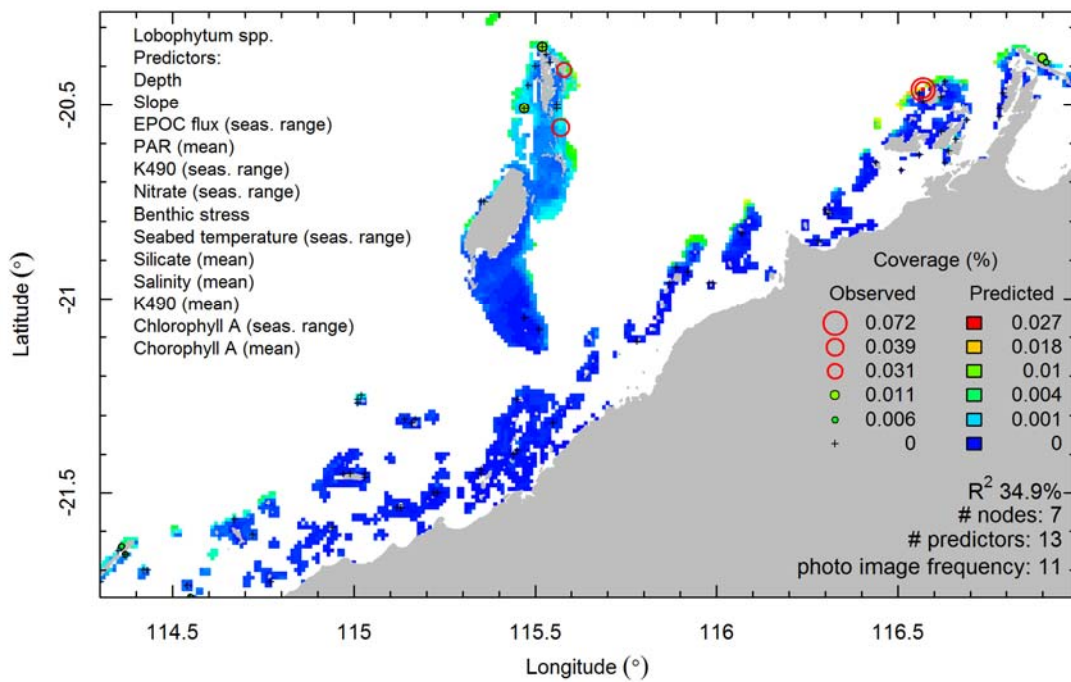 Lobophytum spp.
Predictors:
Depth
Slope
EPOC flux (seas. range)
PAR (mean)
K490 (seas. range)
Nitrate (seas. range)
Benthic stress
Seabed temperature (seas. range)
Silicate (mean)
Salinity (mean)
K490 (mean)
Chlorophyll A (seas. range)
Chorophyll A (mean)
-20.5
-21
-21.5
Latitude (°)
Coverage (%)
Observed Predicted
0.072 0.027
0.039 0.018
0.031 0.01
0.011 0.004
0.006 0.001
0 0
R² 34.9%
# nodes: 7
# predictors: 13
photo image frequency: 11
114.5 115 115.5 116 116.5
Longitude (°)